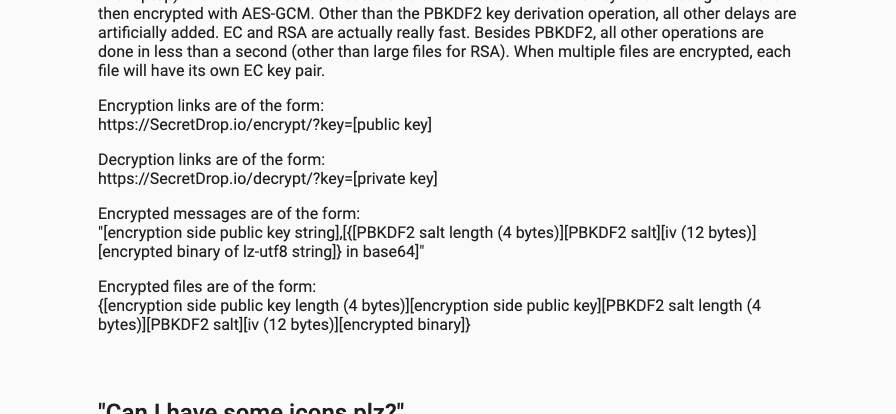 then encrypted with AES-GCM. Other than the PBKDF2 key derivation operation, all other delays are
artificially added. EC and RSA are actually really fast. Besides PBKDF2, all other operations are
done in less than a second (other than large files for RSA). When multiple files are encrypted, each
file will have its own EC key pair.
Encryption links are of the form:
https://SecretDrop.io/encrypt/?key=[public key]
Decryption links are of the form:
https://SecretDrop.io/decrypt/?key=[private key]
Encrypted messages are of the form:
"[encryption side public key string],[{[PBKDF2 salt length (4 bytes)][PBKDF2 salt][iv (12 bytes)]
[encrypted binary of lz-utf8 string]} in base64]"
Encrypted files are of the form:
{[encryption side public key length (4 bytes)][encryption side public key][PBKDF2 salt length (4
bytes)][PBKDF2 salt][iv (12 bytes)][encrypted binary]}
"Can I have some icons plz?"